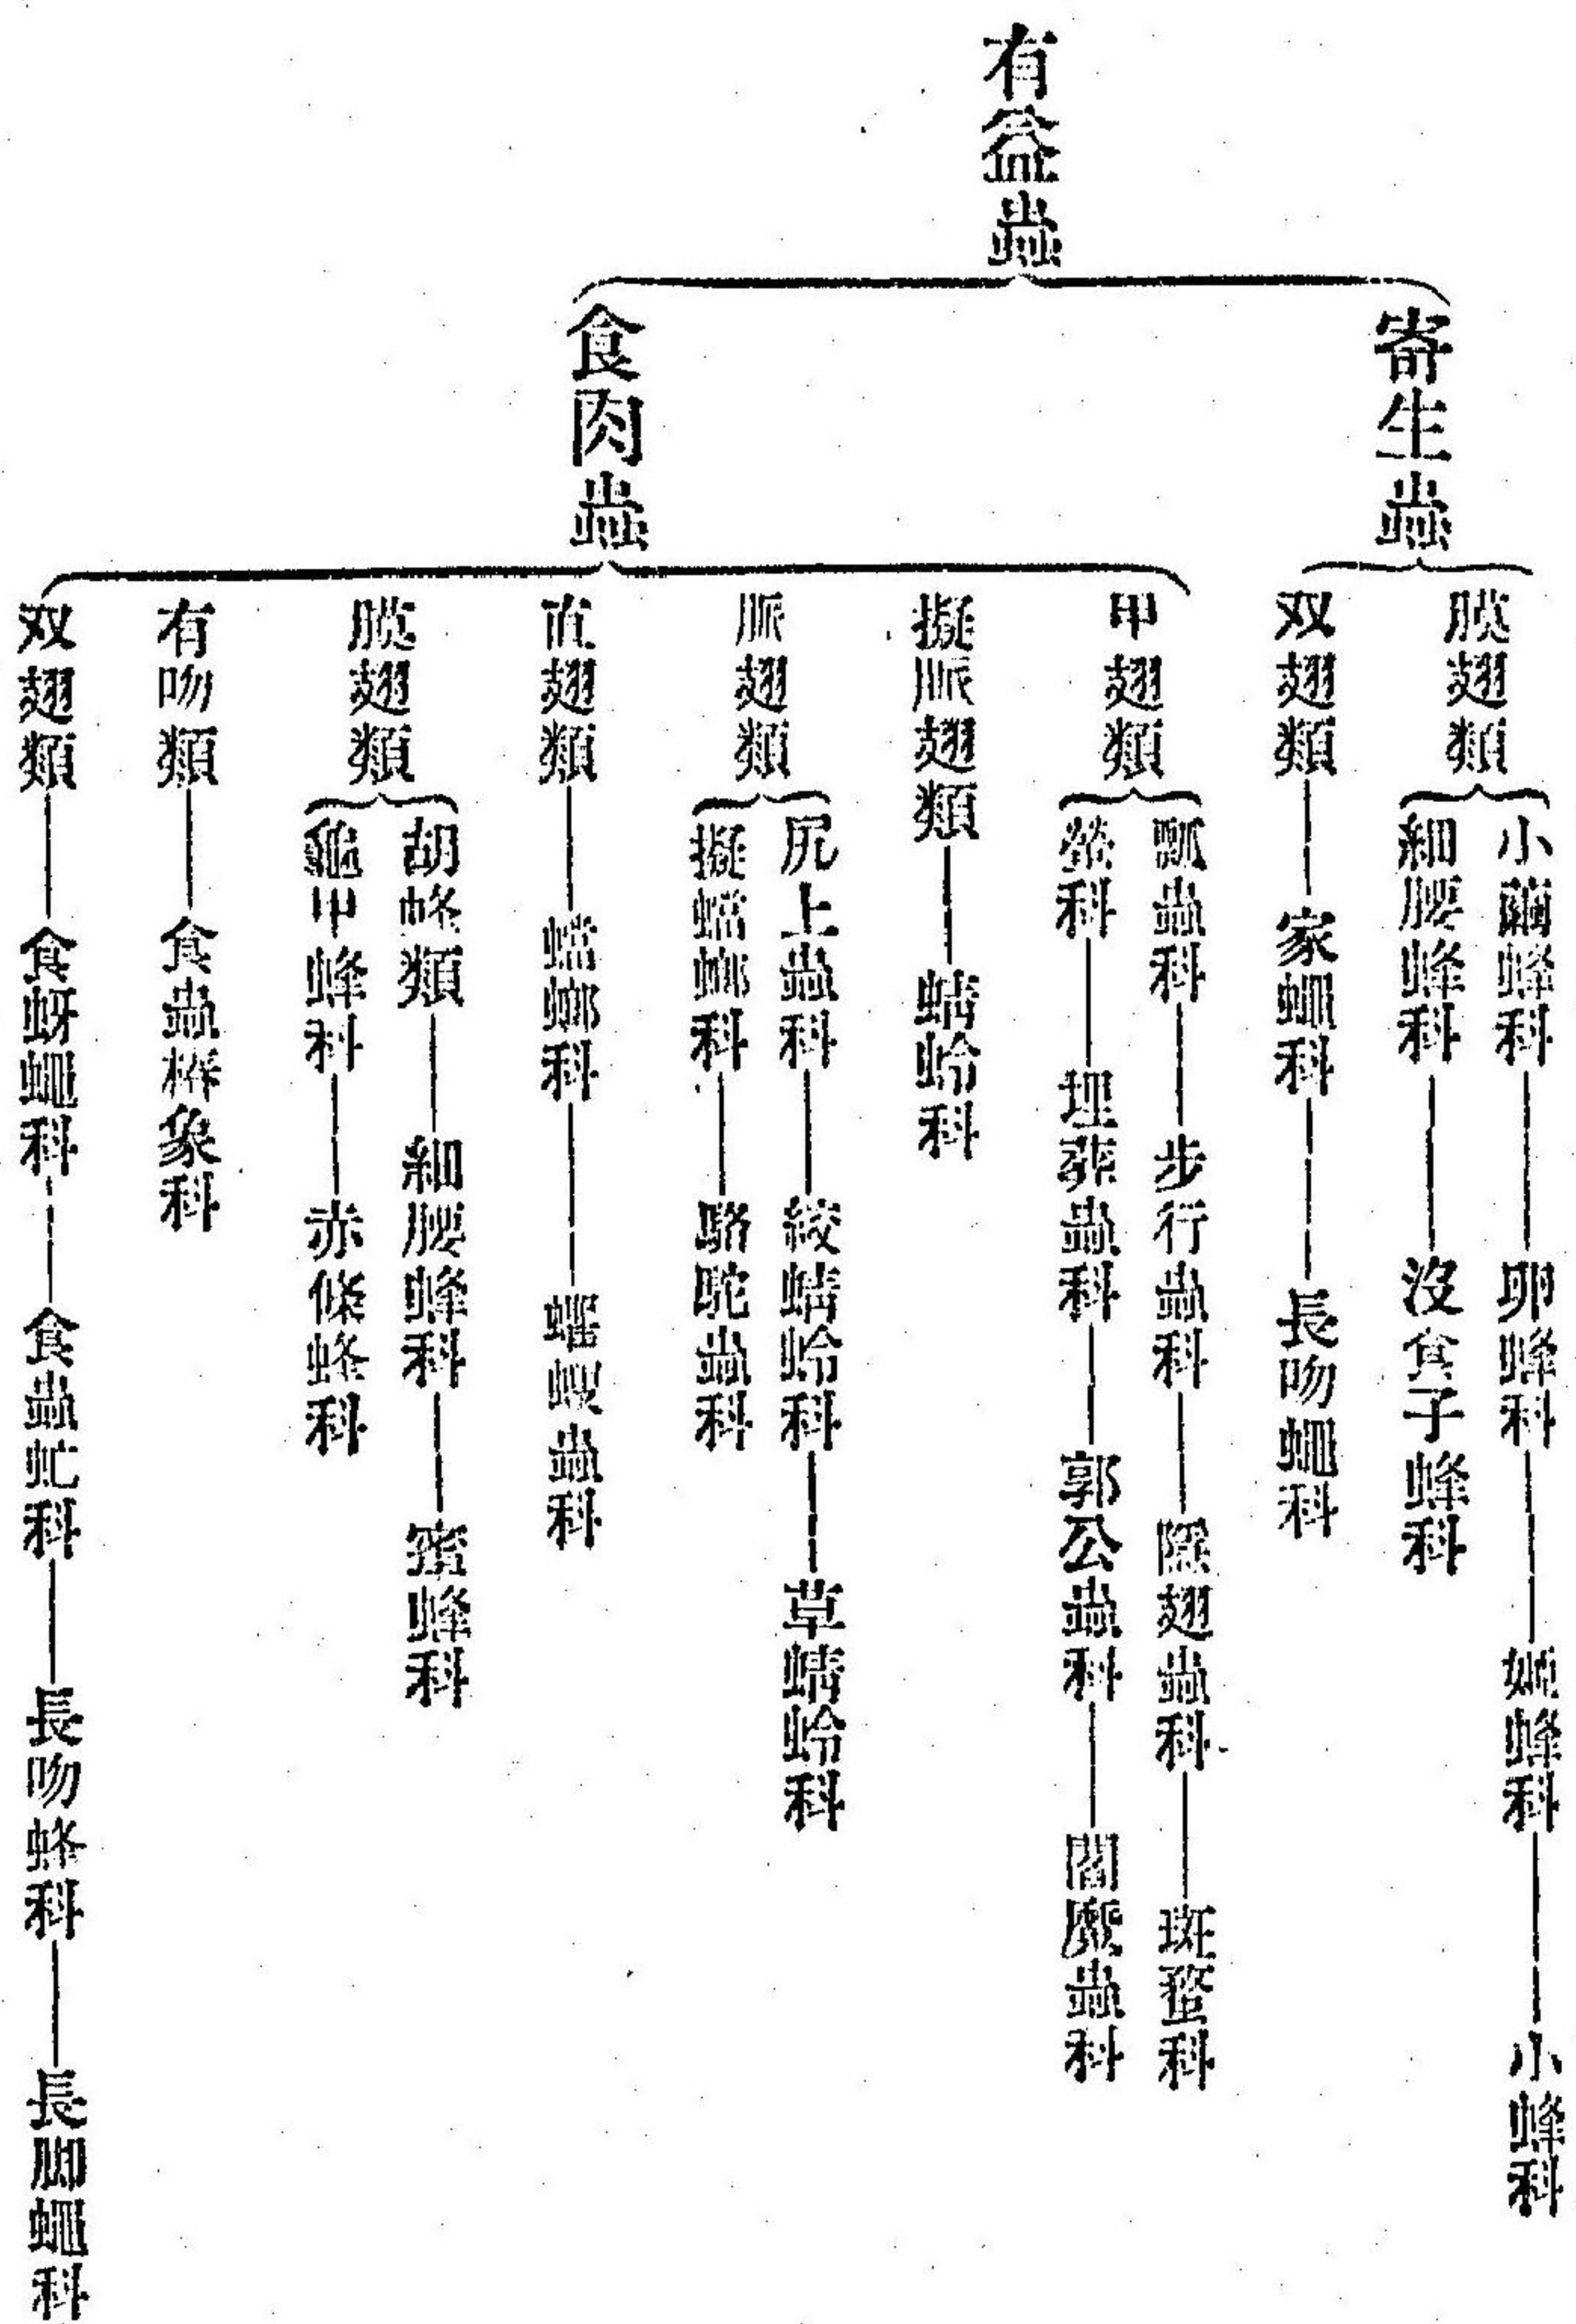 有益蟲
寄生蟲
膜翅類
小繭蜂科―卵蜂科―姬蜂科―小蜂科
細腰蜂科―沒食子蜂科
双翅類―家蠅科―長吻蠅科
食肉蟲
甲翅類
瓢蟲科―步行蟲科―隱翅蟲科―斑蝥科
螢科―埋葬蟲科―郭公蟲科―閻魔蟲科
擬脈翅類―蜻蛉科
脈翅類
尻上蟲科―絞蜻蛉科―草蜻蛉科
擬蟷螂科―駱駝蟲科
直翅類―蟷螂科―蠼螋蟲科
膜翅類
胡蜂類―細腰蜂科―蜜蜂科
龜甲蜂科―赤條蜂科
有吻類―食蟲椿象科
双翅類―食蚜蠅科―食蟲虻科―長吻蜂科―長脚蠅科